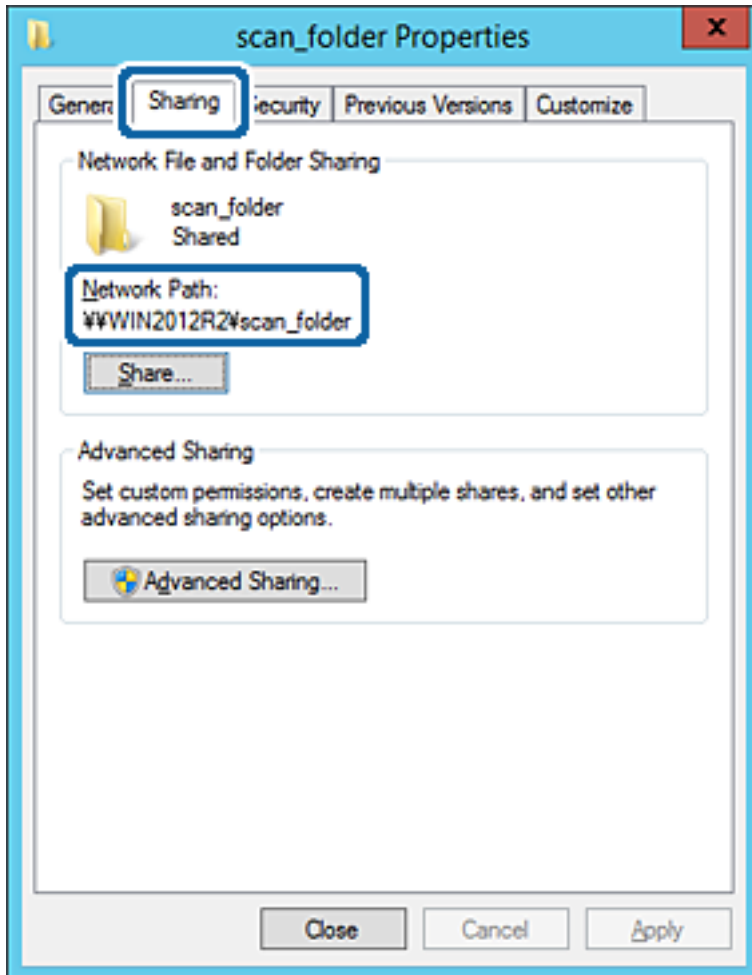 scan_folder Properties
x
Genera Sharing Security Previous Versions Customize
Network File and Folder Sharing
scan_folder
Shared
Network Path:
¥¥WIN2012R2¥scan_folder
Share...
Advanced Sharing
Set custom permissions, create multiple shares, and set other
advanced sharing options.
Advanced Sharing...
Close Cancel Apply